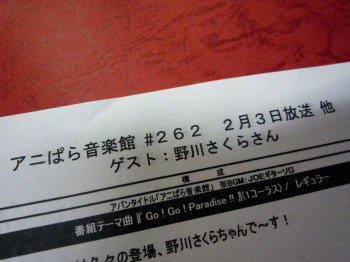 アニぱら音楽館 #262 2月3日放送 他
ゲスト:野川さくらさん
構成
アバンタイトル「アニぱら音楽館」 ※BGM:JOEギターソロ
番組テーマ曲『 Go!Go!Paradise !! 』(1コーラス) / レギュラー
々の登場、野川さくらちゃんで~す!